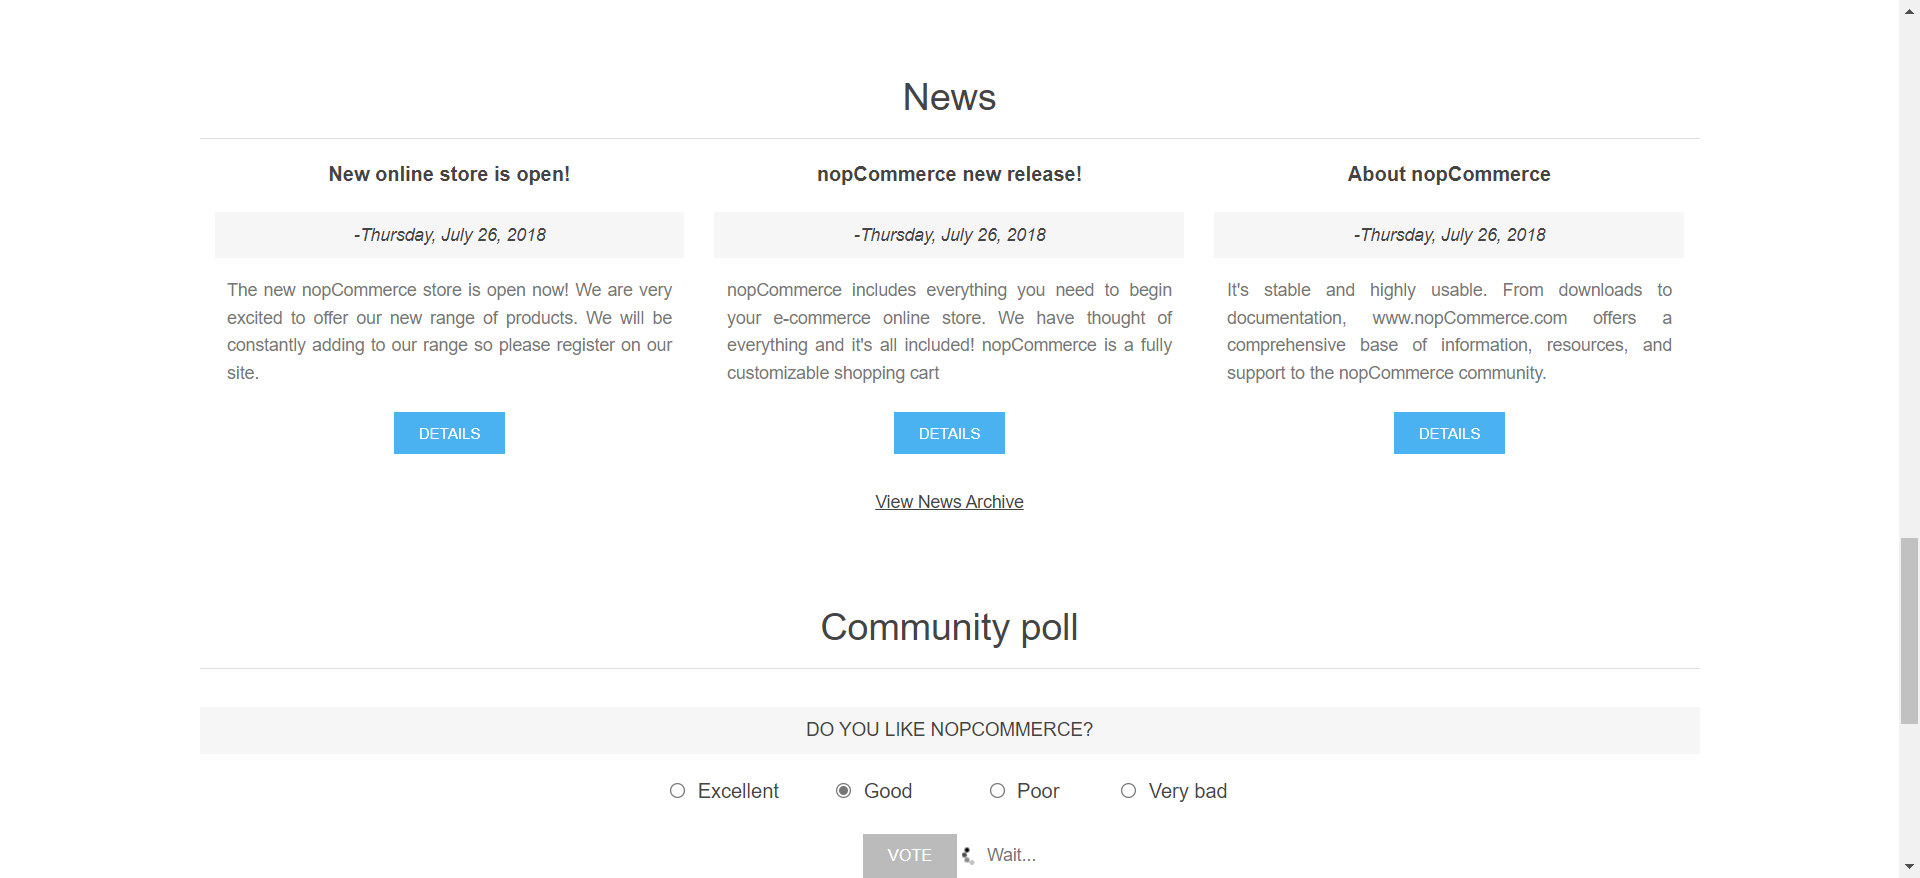 News
New online store is open!
-Thursday, July 26, 2018
The new nopCommerce store is open now! We are very
excited to offer our new range of products. We will be
constantly adding to our range so please register on our
site.
DETAILS
nopCommerce new release!
-Thursday, July 26, 2018
nopCommerce includes everything you need to begin
your e-commerce online store. We have thought of
everything and it's all included! nopCommerce is a fully
customizable shopping cart
DETAILS
About nopCommerce
-Thursday, July 26, 2018
It's stable and highly usable. From downloads to
documentation, www.nopCommerce.com offers a
comprehensive base of information, resources, and
support to the nopCommerce community.
DETAILS
View News Archive
Community poll
DO YOU LIKE NOPCOMMERCE?
Excellent Good Poor Very bad
VOTE Wait...